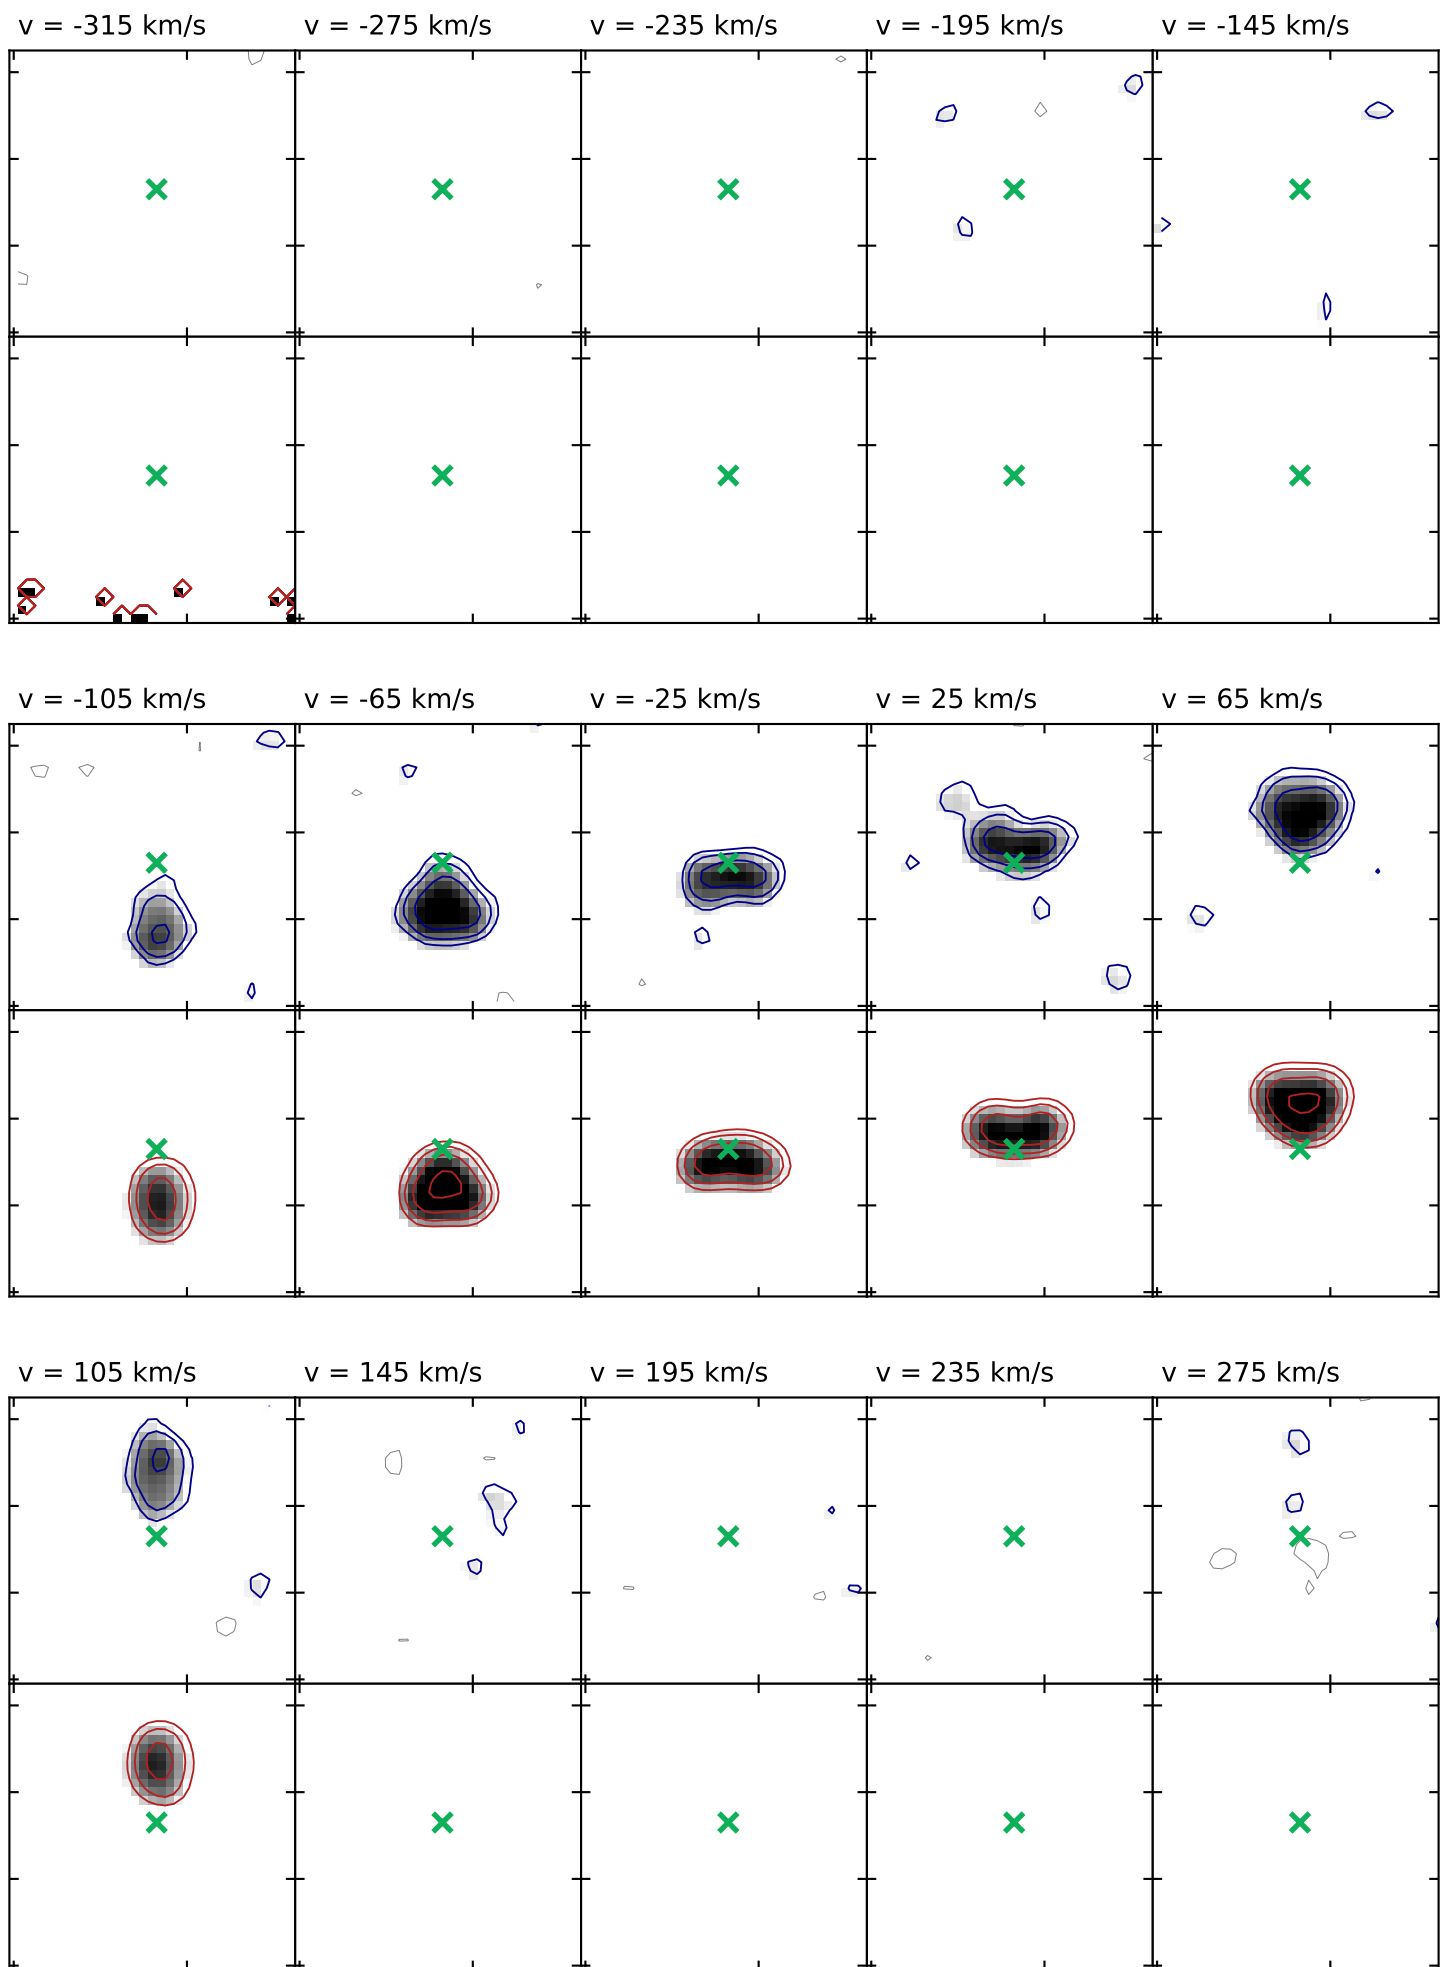 v = -315 km/s v = -275 km/s v = -235 km/s v = -195 km/s v = -145 km/s
v = -105 km/s v = -65 km/s v = -25 km/s v = 25 km/s v = 65 km/s
v = 105 km/s v = 145 km/s v = 195 km/s v = 235 km/s v = 275 km/s